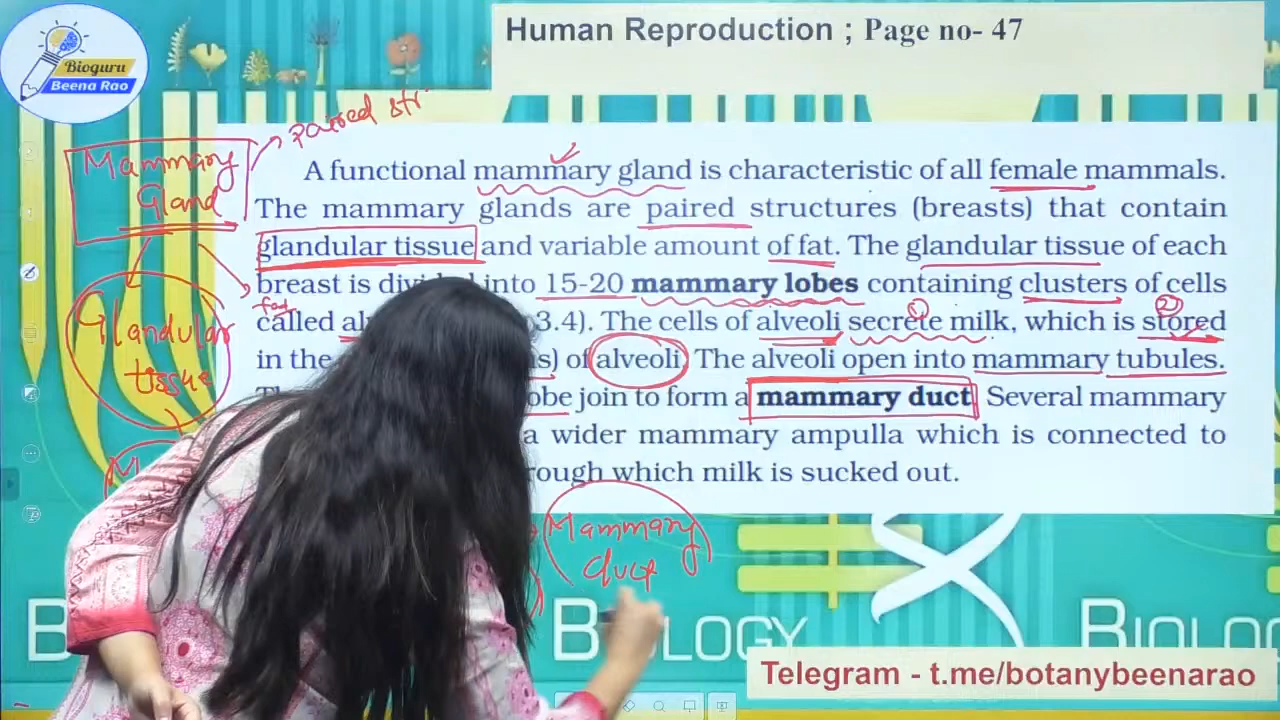 Human Reproduction ; Page no- 47
Bioguru
Beena Rao
Paired str
Mammary
Gland
A functional mammary gland is characteristic of all female mammals.
The mammary glands are paired structures (breasts) that contain
glandular tissue and variable amount of fat. The glandular tissue of each
breast is into 15-20 mammary lobes containing clusters of cells
fat
called 3.4). The cells of alveoli secrete milk, which is stored
1
2
in the of alveoli. The alveoli open into mammary tubules.
join to form a mammary duct. Several mammary
a wider mammary ampulla which is connected to
which milk is sucked out.
Glandular
tissue
M
Mammary
duct
BIOLOGY
Telegram - t.me/botanybeenarao